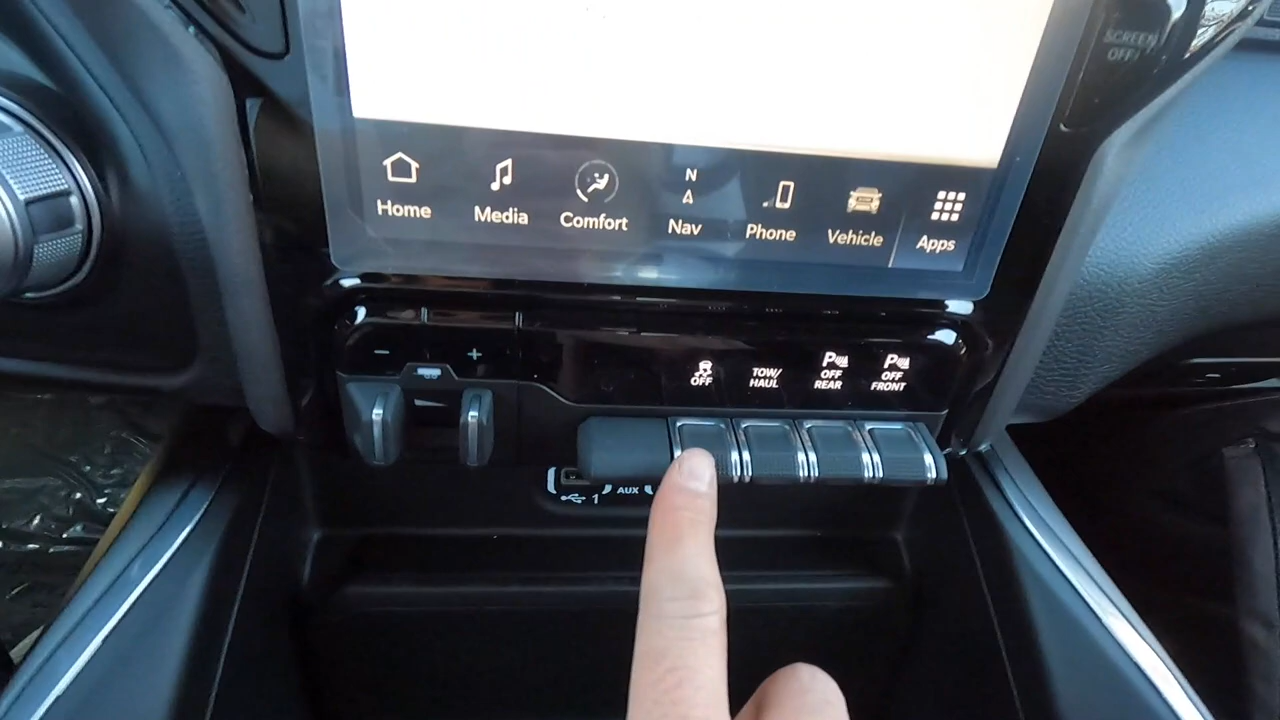 SCREEN
OFF
Home
Media
Comfort
N
Nav
Phone
Vehicle
Apps
− +
OFF
TOW/
HAUL
P
OFF
REAR
P
OFF
FRONT
1
AUX